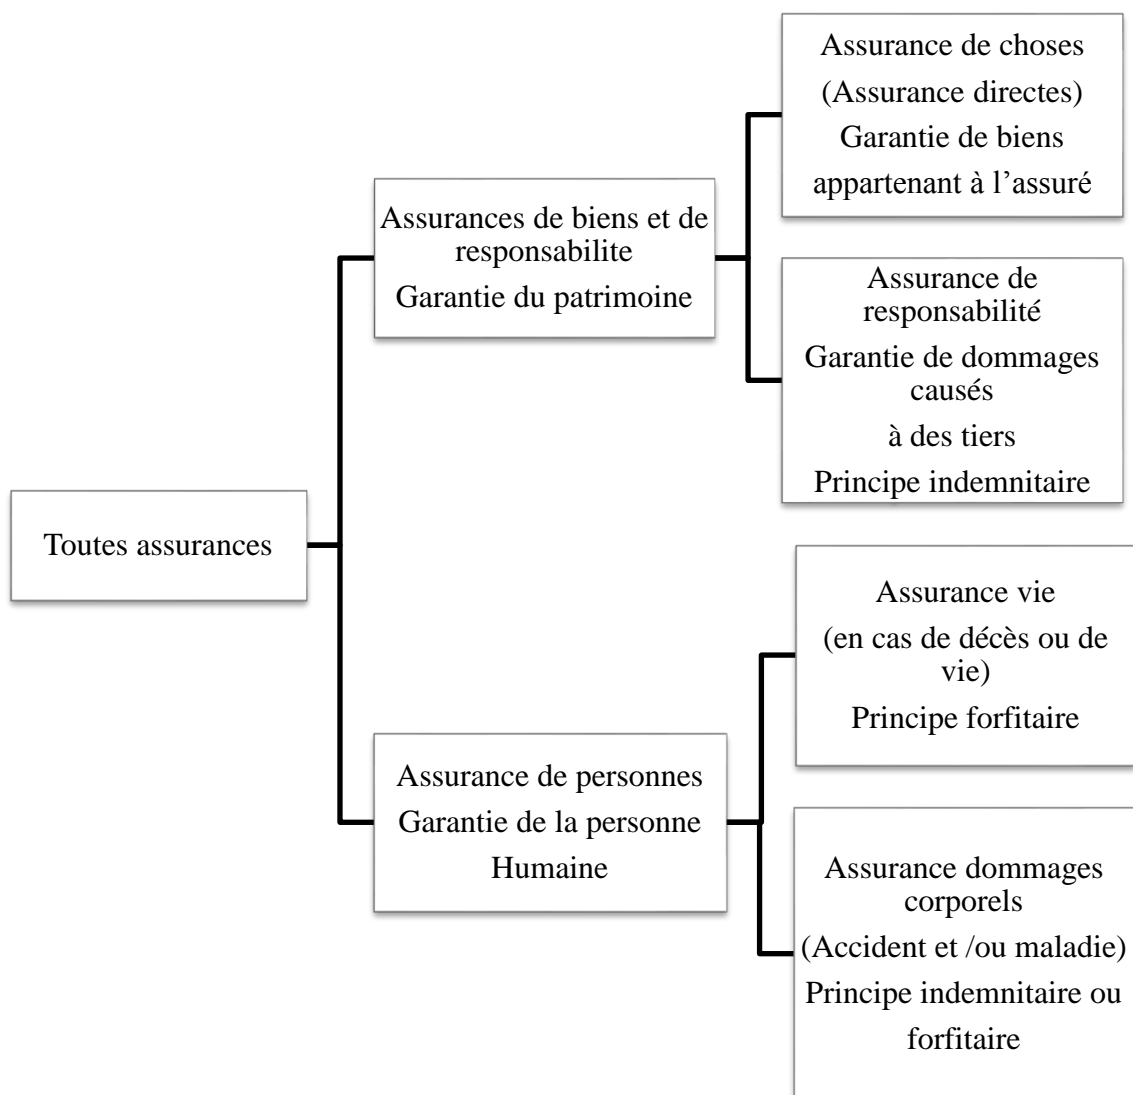 Toutes assurances
Assurances de biens et de
responsabilite
Garantie du patrimoine
Assurance de choses
(Assurance directes)
Garantie de biens
appartenant à l’assuré
Assurance de
responsabilité
Garantie de dommages
causés
à des tiers
Principe indemnitaire
Assurance de personnes
Garantie de la personne
Humaine
Assurance vie
(en cas de décès ou de
vie)
Principe forfitaire
Assurance dommages
corporels
(Accident et /ou maladie)
Principe indemnitaire ou
forfitaire